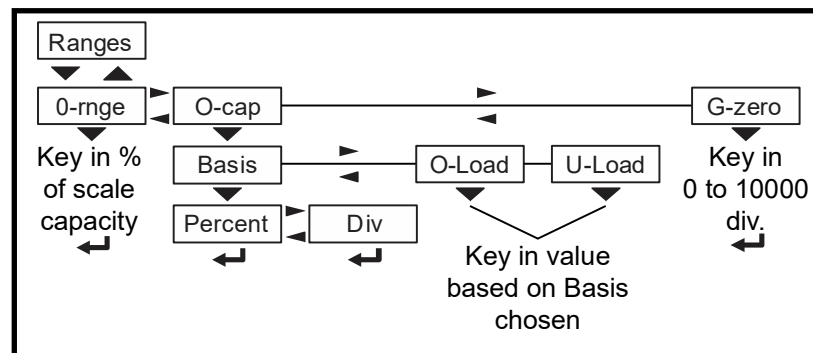 Ranges
0-rnge
O-cap
G-zero
Key in %
of scale
capacity
Basis
O-Load
U-Load
Key in
0 to 10000
div.
Percent
Div
Key in value
based on Basis
chosen